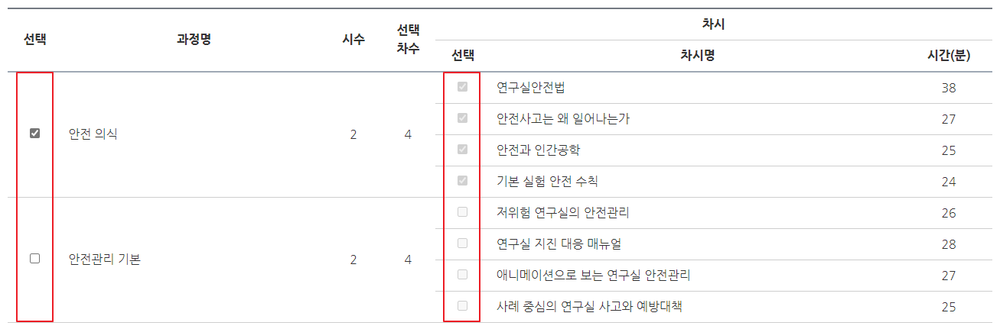 선택 과정명 시수 선택 차수 차시
선택 차시명 시간(분)
안전 의식 2 4
연구실안전법 38
안전사고는 왜 일어나는가 27
안전과 인간공학 25
기본 실험 안전 수칙 24
안전관리 기본 2 4
저위험 연구실의 안전관리 26
연구실 지진 대응 매뉴얼 28
애니메이션으로 보는 연구실 안전관리 27
사례 중심의 연구실 사고와 예방대책 25